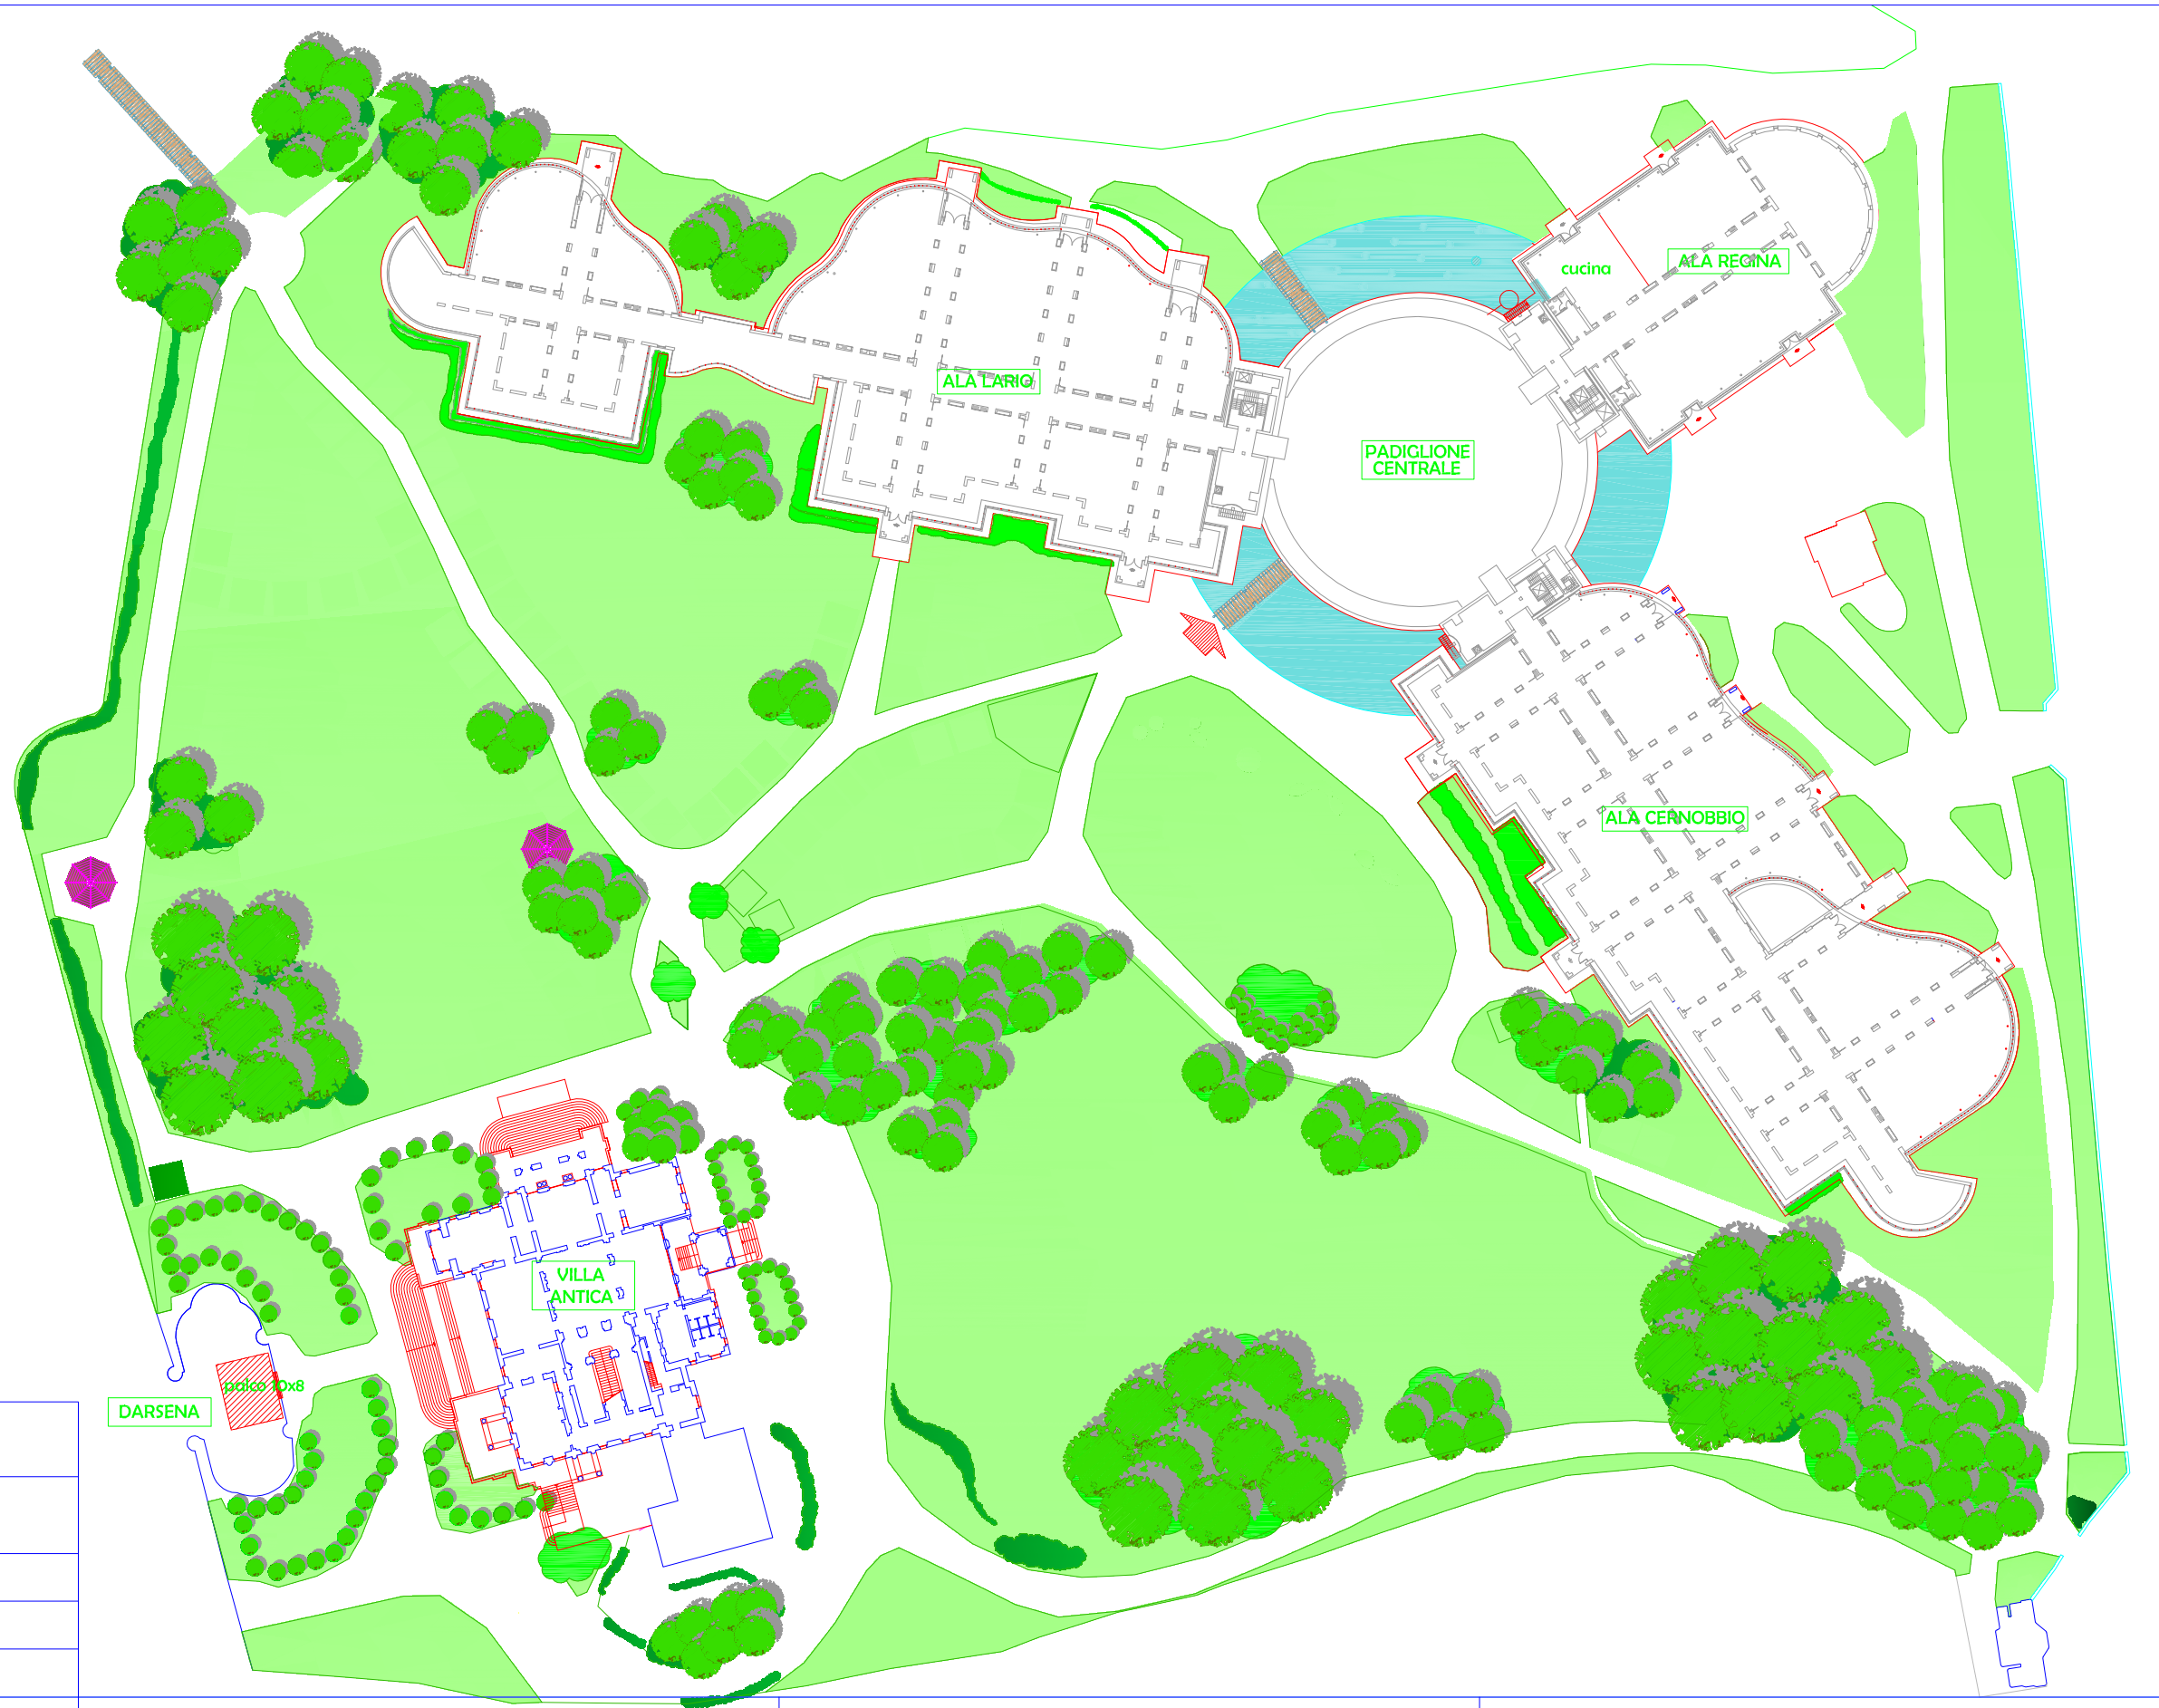 cucina
ALA REGINA
ALA LARIO
PADIGLIONE
CENTRALE
ALA CERNOBBIO
VILLA
ANTICA
palco 10x8
DARSENA